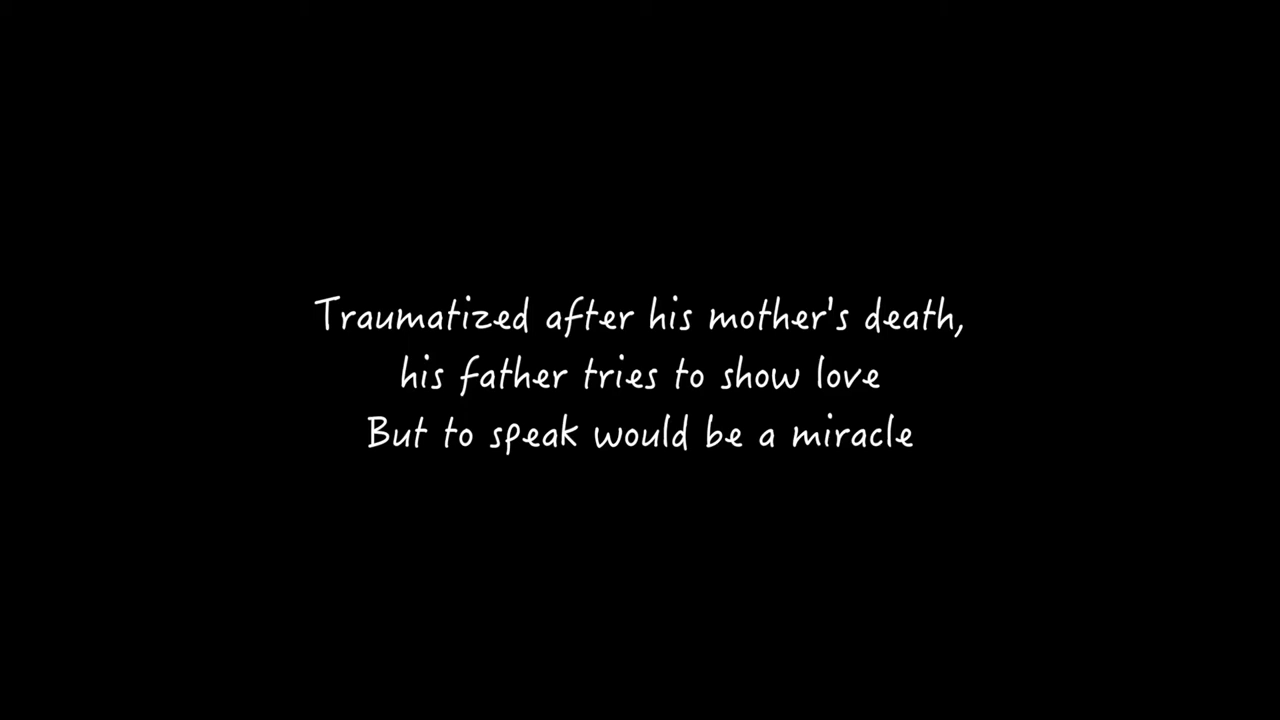 Traumatized after his mother's death,
his father tries to show love
But to speak would be a miracle